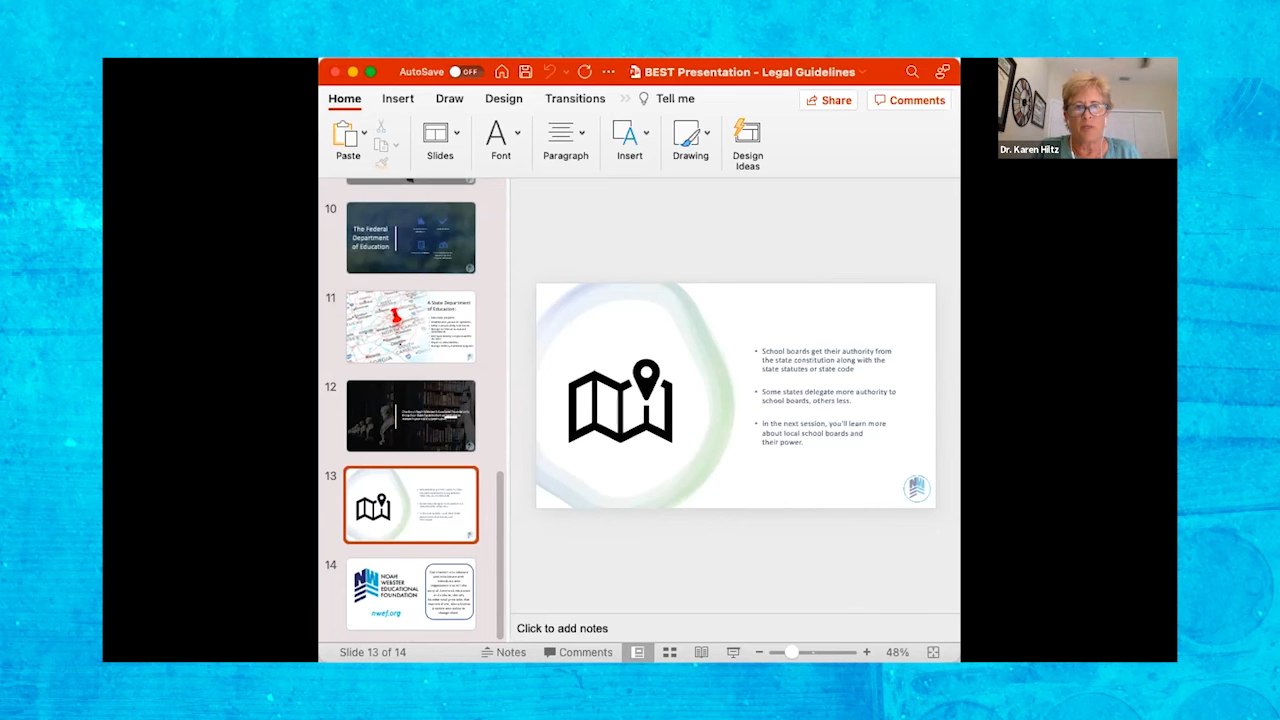 AutoSave OFF BEST Presentation - Legal Guidelines
Home Insert Draw Design Transitions Tell me Share Comments
Paste Slides Font Paragraph Insert Drawing Design
Ideas
Dr. Karen Hiltz
10
The Federal
Department
of Education
11
A State Department
of Education:
12
13
14
NW NOAH
WEBSTER
EDUCATIONAL
FOUNDATION
nwef.org
• School boards get their authority from
the state constitution along with the
state statutes or state code
• Some states delegate more authority to
school boards, others less.
• In the next session, you'll learn more
about local school boards and
their power.
NW
Click to add notes
Slide 13 of 14 Notes Comments 48%